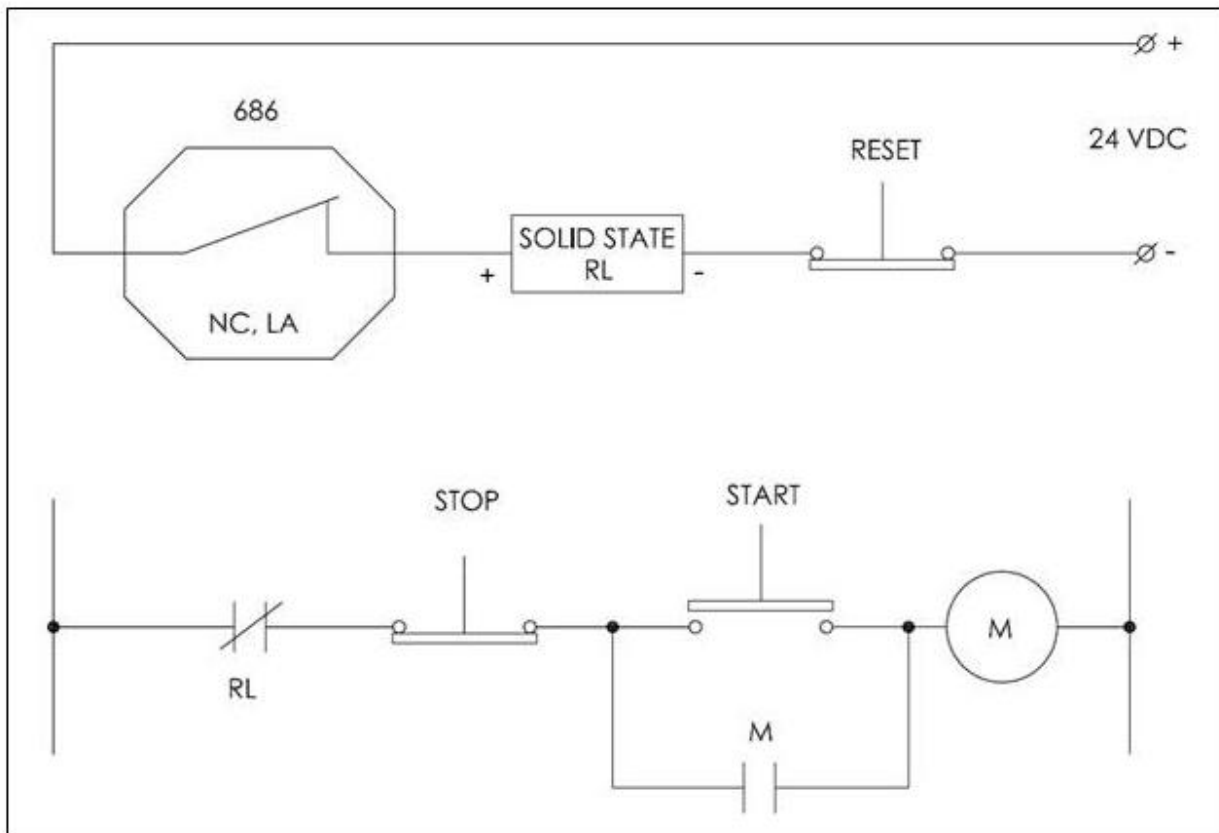 +
686
24 VDC
RESET
SOLID STATE
RL
+ -
-
NC, LA
STOP
START
RL
M
M